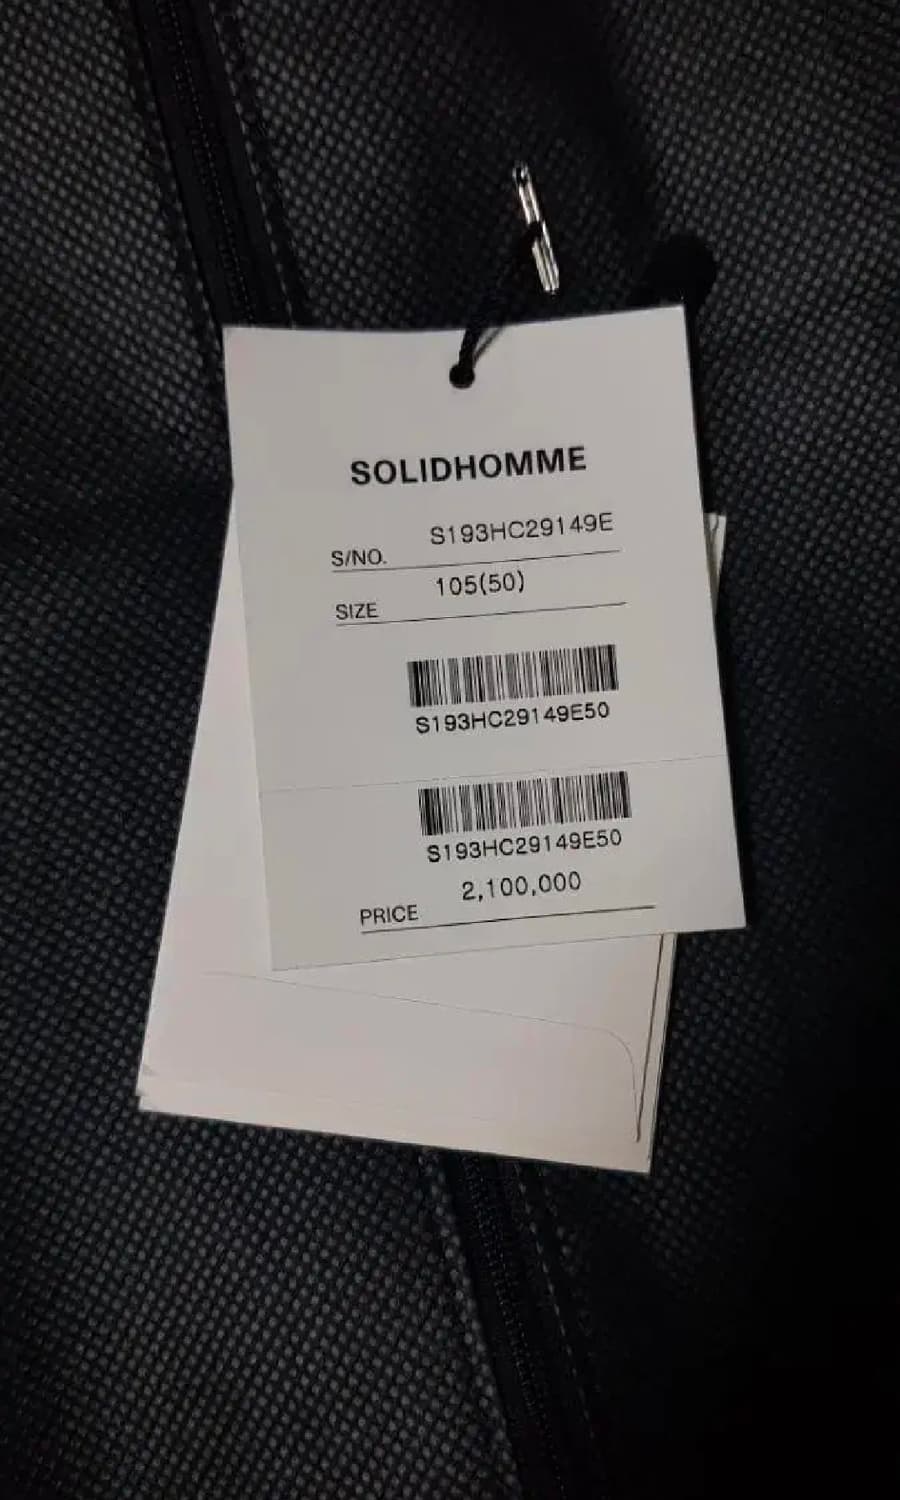 SOLIDHOMME
S/NO. S193HC29149E
SIZE 105(50)
S193HC29149E50
S193HC29149E50
PRICE 2,100,000